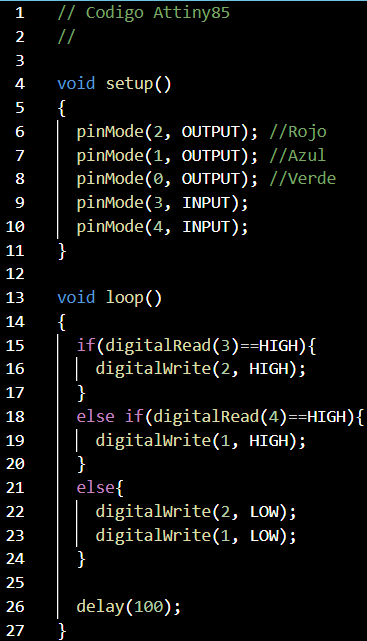 1 // Codigo Attiny85
2 //
3
4 void setup()
5 {
6 pinMode(2, OUTPUT); //Rojo
7 pinMode(1, OUTPUT); //Azul
8 pinMode(0, OUTPUT); //Verde
9 pinMode(3, INPUT);
10 pinMode(4, INPUT);
11 }
12
13 void loop()
14 {
15 if(digitalRead(3)==HIGH){
16 digitalWrite(2, HIGH);
17 }
18 else if(digitalRead(4)==HIGH){
19 digitalWrite(1, HIGH);
20 }
21 else{
22 digitalWrite(2, LOW);
23 digitalWrite(1, LOW);
24 }
25
26 delay(100);
27 }